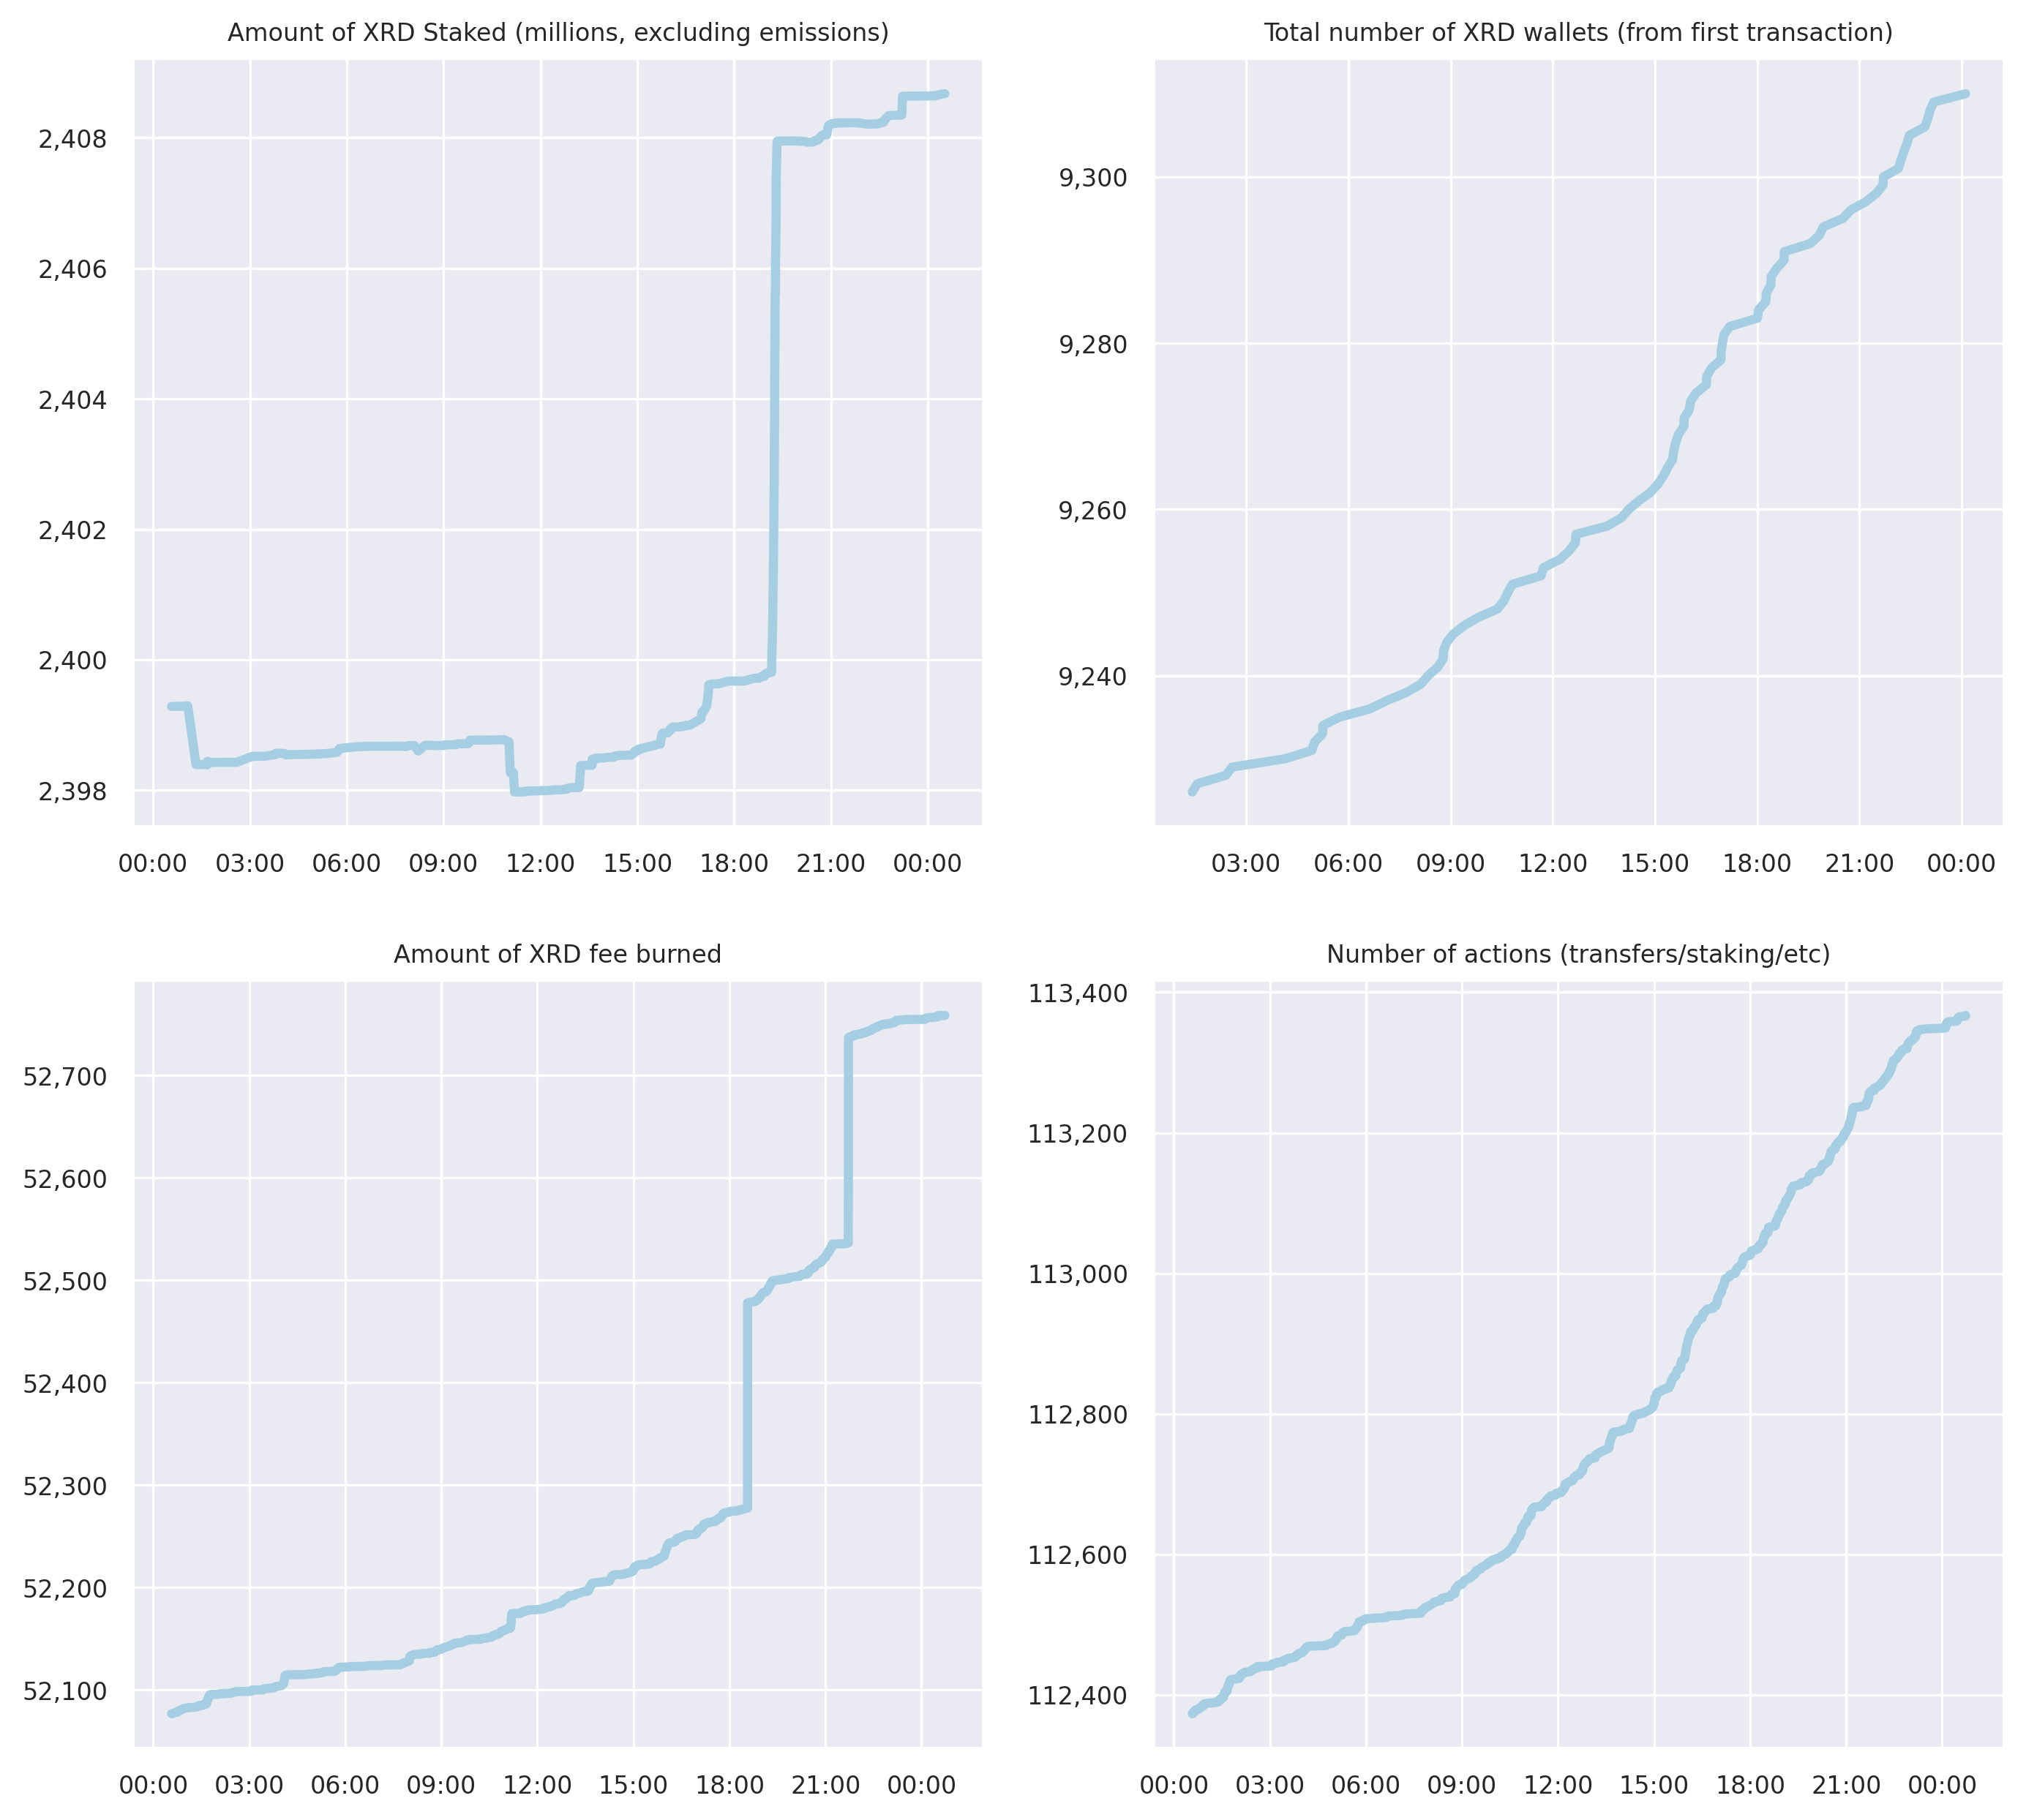 Amount of XRD Staked (millions, excluding emissions)
2,408
2,406
2,404
2,402
2,400
2,398
00:00 03:00 06:00 09:00 12:00 15:00 18:00 21:00 00:00
Total number of XRD wallets (from first transaction)
9,300
9,280
9,260
9,240
03:00 06:00 09:00 12:00 15:00 18:00 21:00 00:00
Amount of XRD fee burned
52,700
52,600
52,500
52,400
52,300
52,200
52,100
00:00 03:00 06:00 09:00 12:00 15:00 18:00 21:00 00:00
Number of actions (transfers/staking/etc)
113,400
113,200
113,000
112,800
112,600
112,400
00:00 03:00 06:00 09:00 12:00 15:00 18:00 21:00 00:00